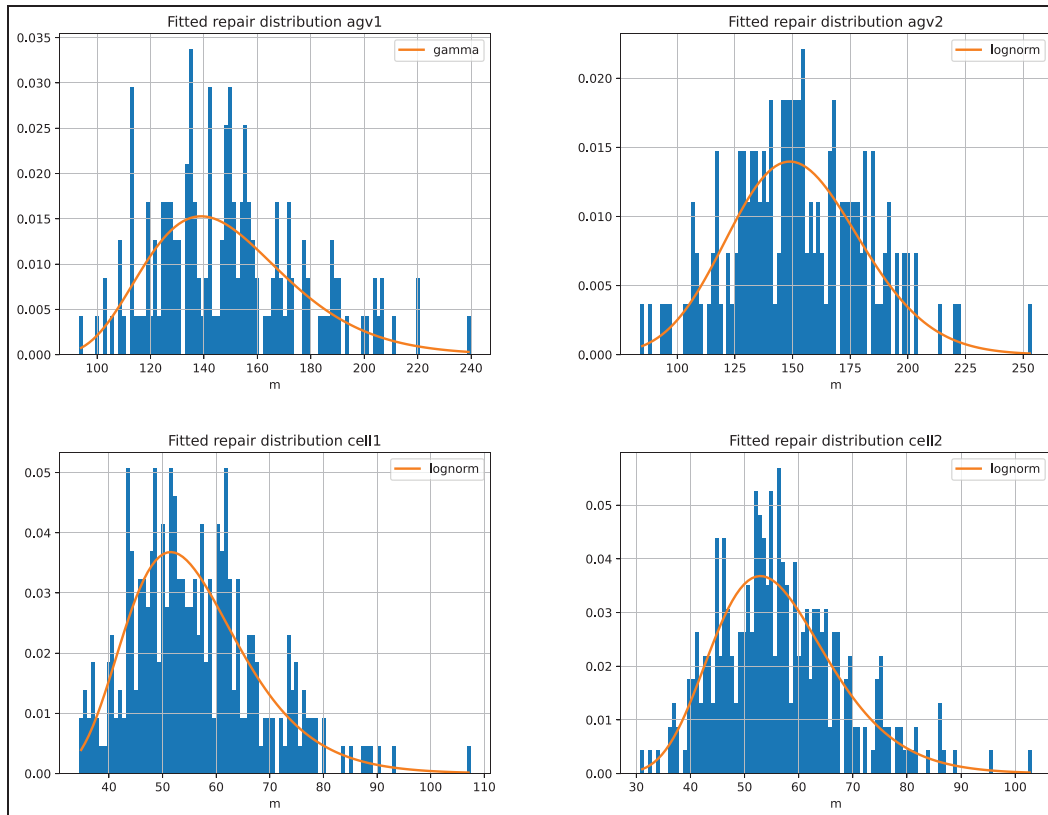 Fitted repair distribution agv1
0.035
0.030
0.025
0.020
0.015
0.010
0.005
0.000
gamma
100 120 140 160 180 200 220 240
m
Fitted repair distribution agv2
0.020
0.015
0.010
0.005
0.000
lognorm
100 125 150 175 200 225 250
m
Fitted repair distribution cell1
0.05
0.04
0.03
0.02
0.01
0.00
lognorm
40 50 60 70 80 90 100 110
m
Fitted repair distribution cell2
0.05
0.04
0.03
0.02
0.01
0.00
lognorm
30 40 50 60 70 80 90 100
m